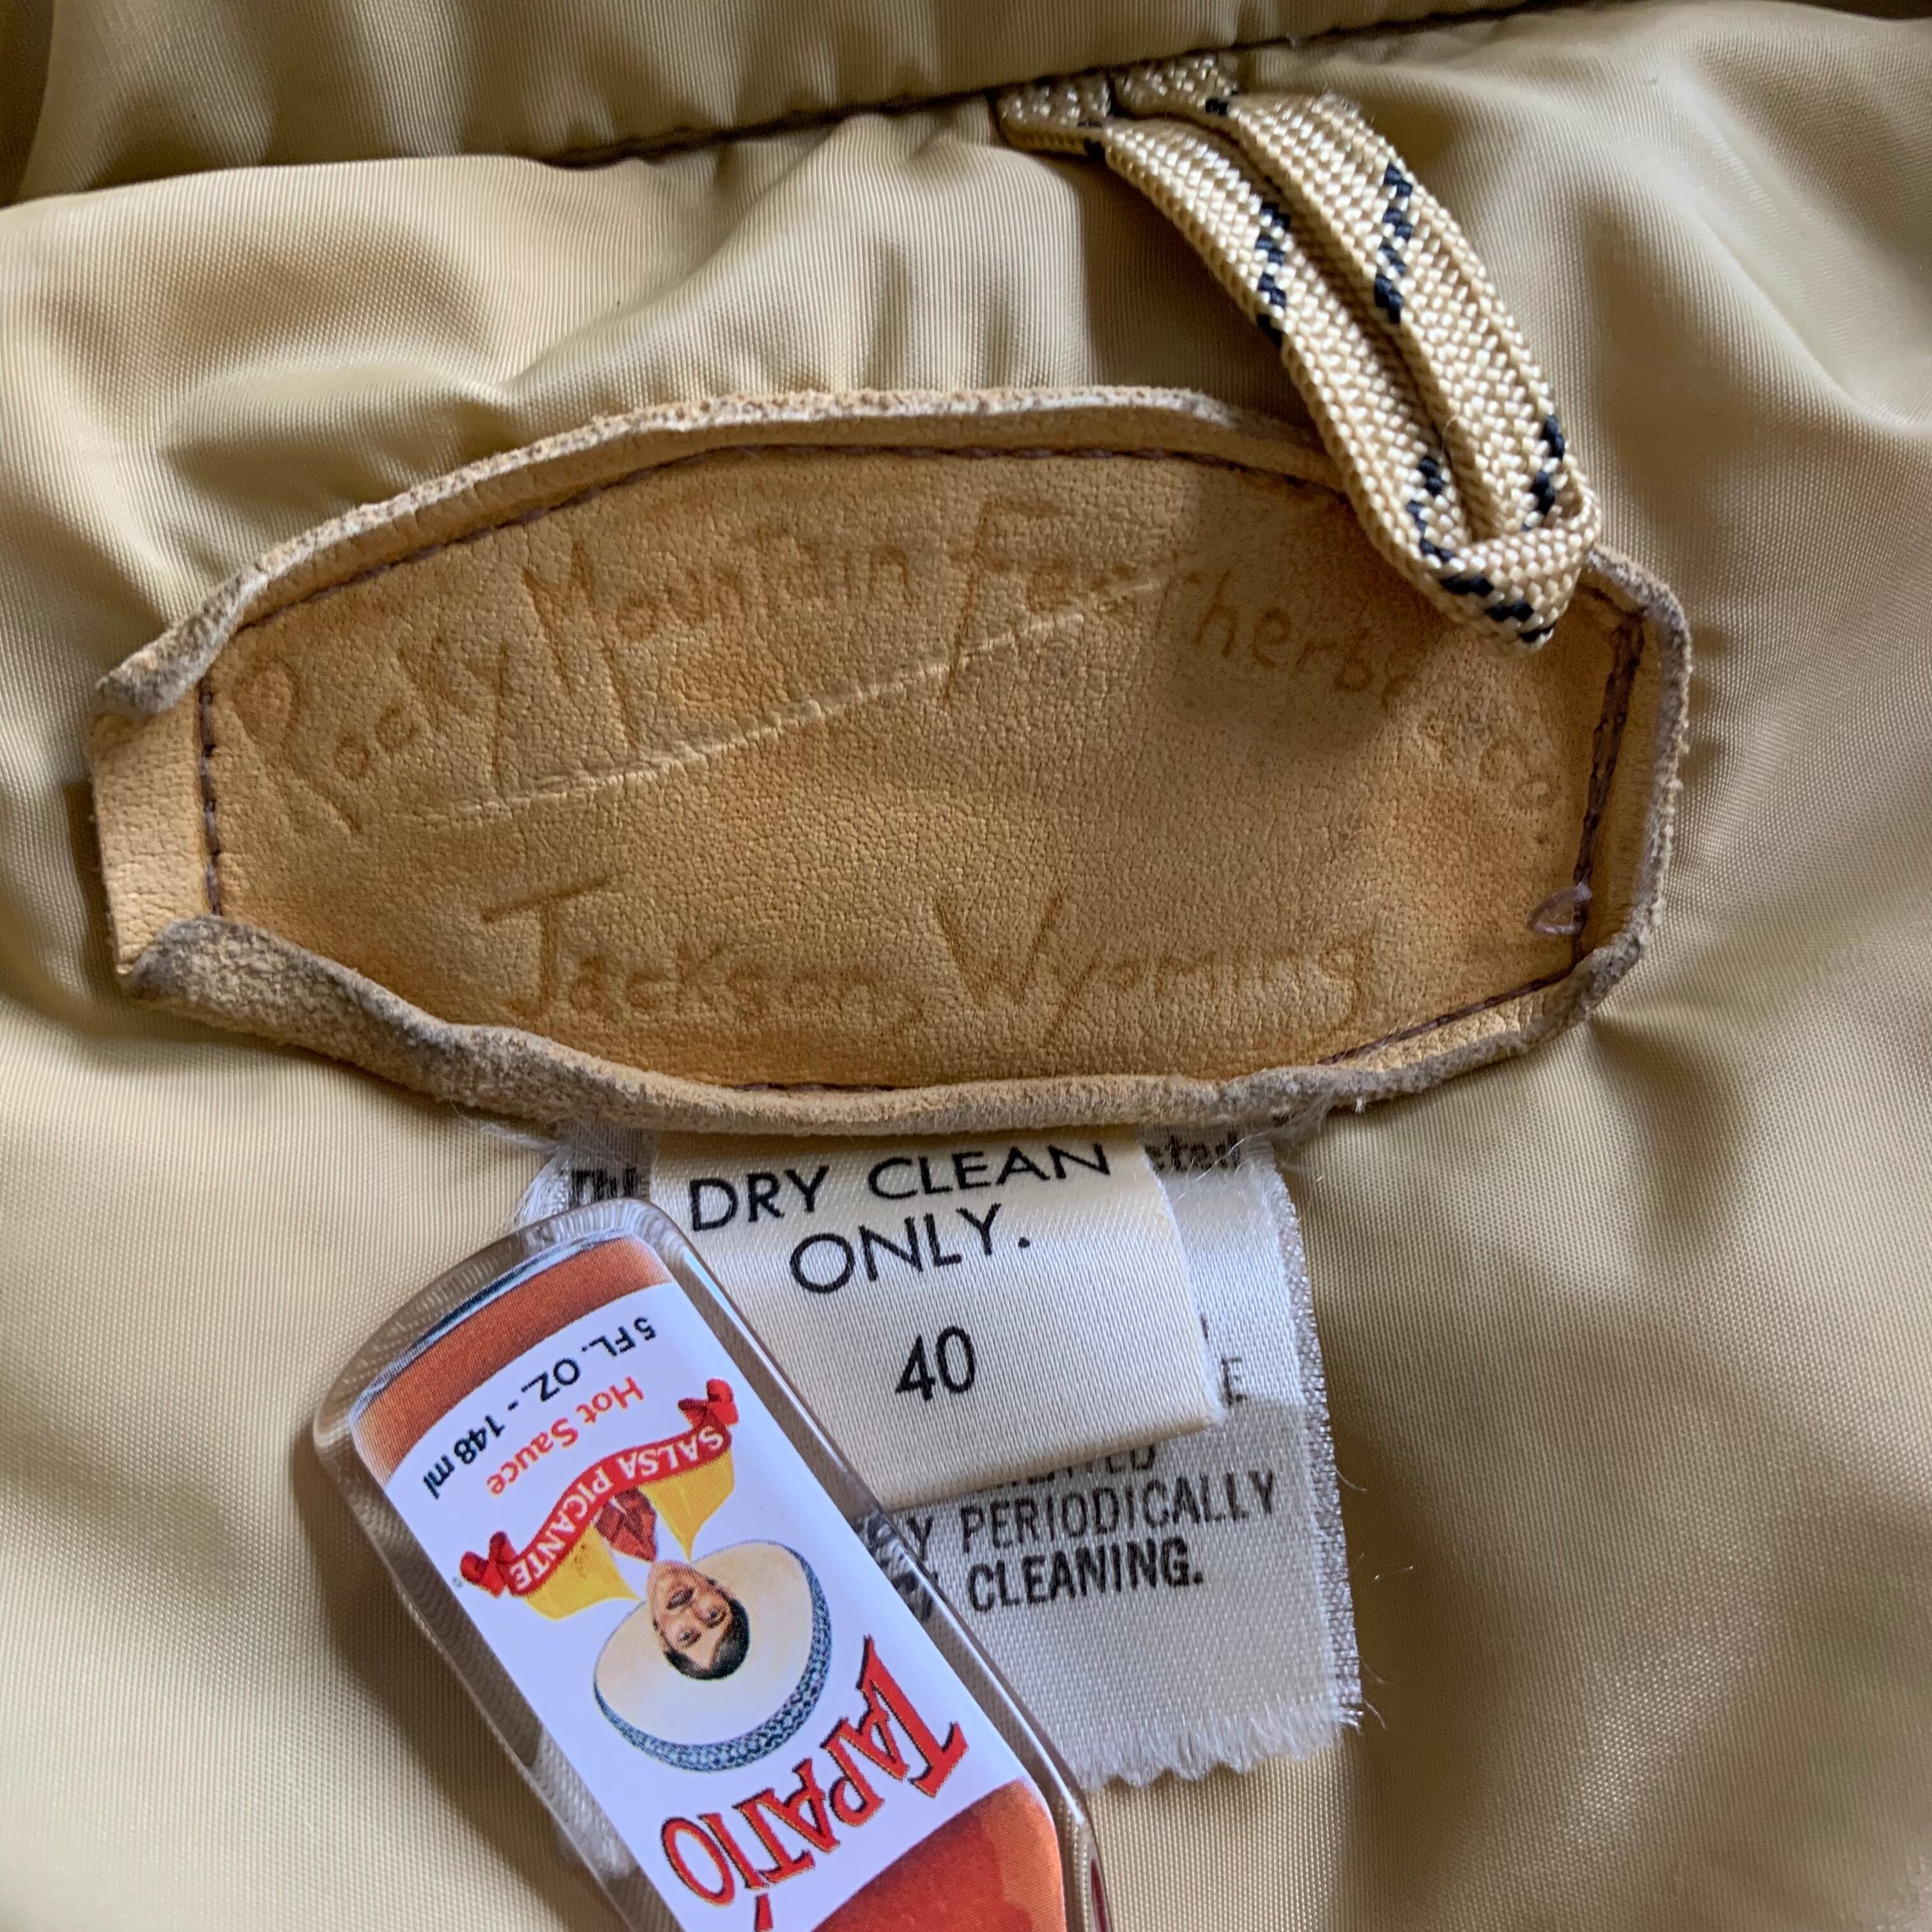 Rocky Mountain Featherbed Co.
Jackson, Wyoming
DRY CLEAN
ONLY.
40
PERIODICALLY
CLEANING.
5 FL. OZ. - 148 ml
Hot Sauce
SALSA PICANTE
TAPATÍO